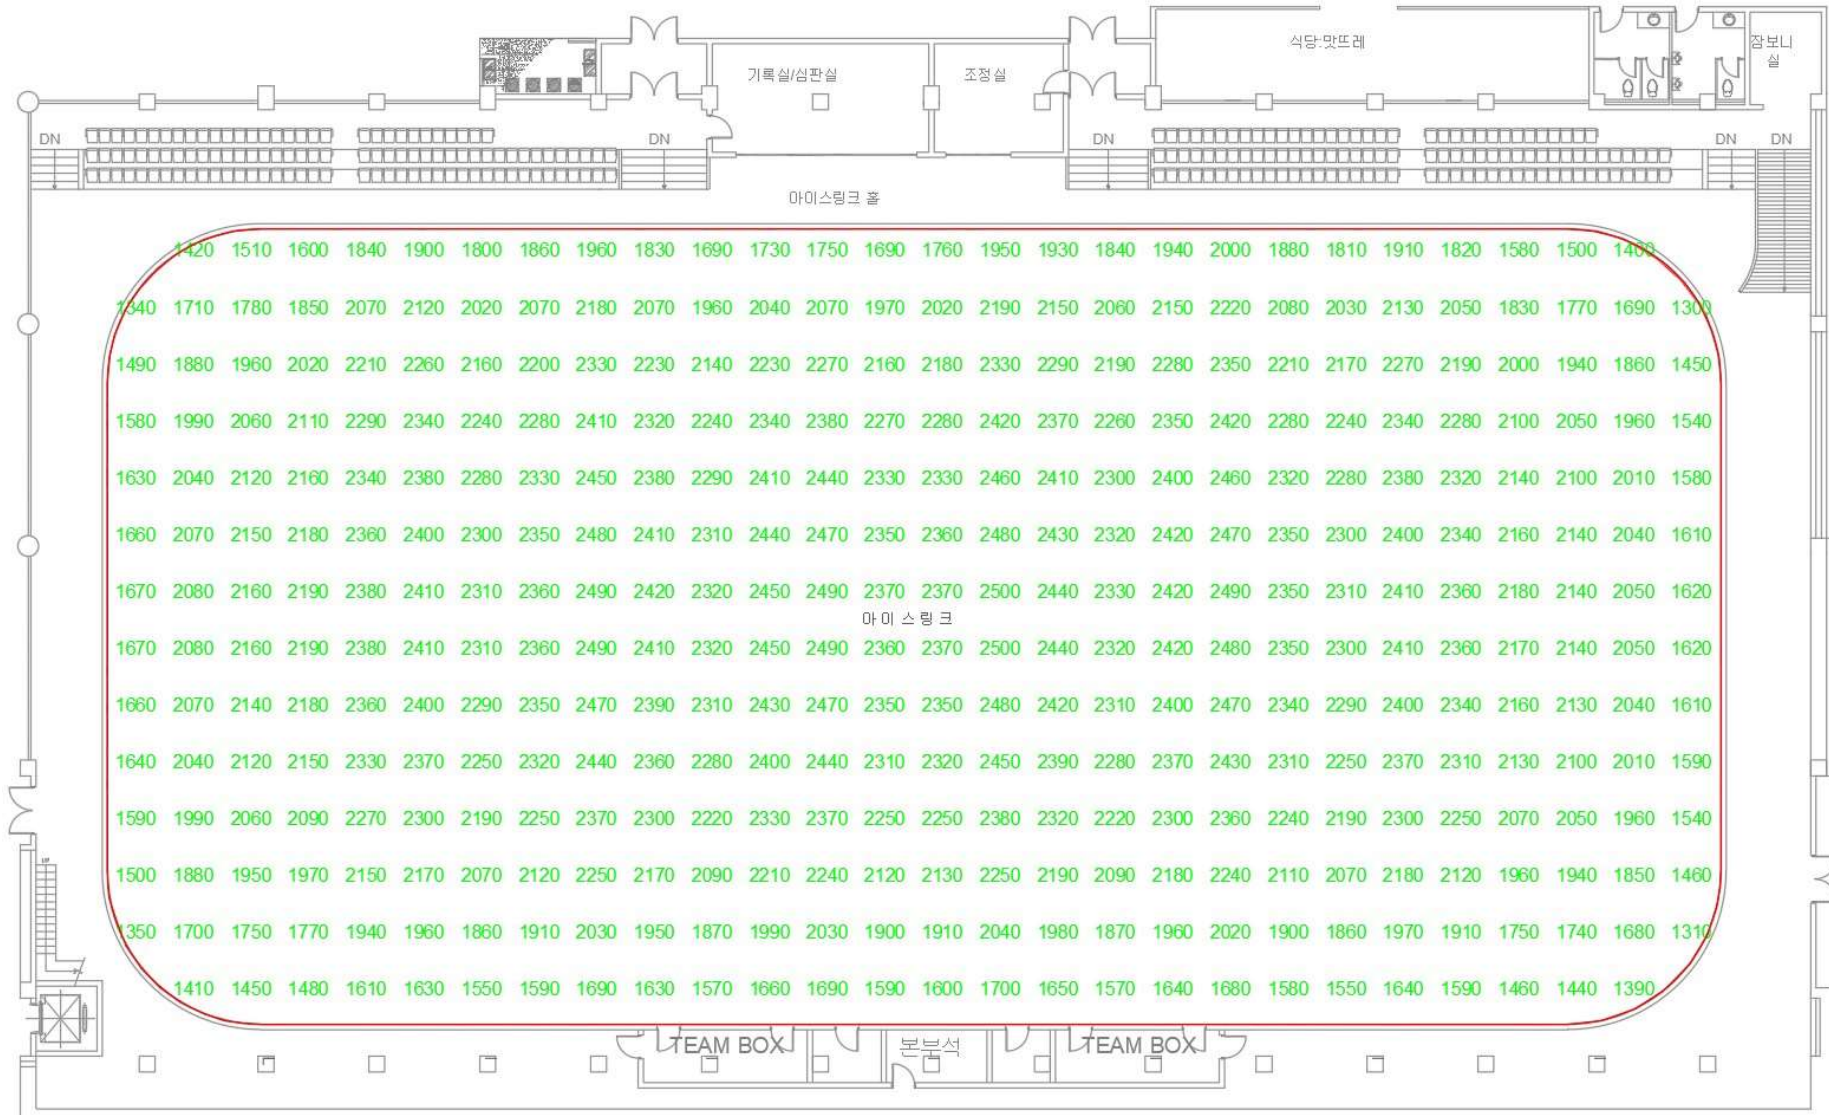 식당:맛뜨레
잠보니
실
기록실/심판실
조정실
DN
DN
DN
DN
DN
아이스링크 홀
1420 1510 1600 1840 1900 1800 1860 1960 1830 1690 1730 1750 1690 1760 1950 1930 1840 1940 2000 1880 1810 1910 1820 1580 1500 1400
1340 1710 1780 1850 2070 2120 2020 2070 2180 2070 1960 2040 2070 1970 2020 2190 2150 2060 2150 2220 2080 2030 2130 2050 1830 1770 1690 1300
1490 1880 1960 2020 2210 2260 2160 2200 2330 2230 2140 2230 2270 2160 2180 2330 2290 2190 2280 2350 2210 2170 2270 2190 2000 1940 1860 1450
1580 1990 2060 2110 2290 2340 2240 2280 2410 2320 2240 2340 2380 2270 2280 2420 2370 2260 2350 2420 2280 2240 2340 2280 2100 2050 1960 1540
1630 2040 2120 2160 2340 2380 2280 2330 2450 2380 2290 2410 2440 2330 2330 2460 2410 2300 2400 2460 2320 2280 2380 2320 2140 2100 2010 1580
1660 2070 2150 2180 2360 2400 2300 2350 2480 2410 2310 2440 2470 2350 2360 2480 2430 2320 2420 2470 2350 2300 2400 2340 2160 2140 2040 1610
1670 2080 2160 2190 2380 2410 2310 2360 2490 2420 2320 2450 2490 2370 2370 2500 2440 2330 2420 2490 2350 2310 2410 2360 2180 2140 2050 1620
아이스링크
1670 2080 2160 2190 2380 2410 2310 2360 2490 2410 2320 2450 2490 2360 2370 2500 2440 2320 2420 2480 2350 2300 2410 2360 2170 2140 2050 1620
1660 2070 2140 2180 2360 2400 2290 2350 2470 2390 2310 2430 2470 2350 2350 2480 2420 2310 2400 2470 2340 2290 2400 2340 2160 2130 2040 1610
1640 2040 2120 2150 2330 2370 2250 2320 2440 2360 2280 2400 2440 2310 2320 2450 2390 2280 2370 2430 2310 2250 2370 2310 2130 2100 2010 1590
1590 1990 2060 2090 2270 2300 2190 2250 2370 2300 2220 2330 2370 2250 2250 2380 2320 2220 2300 2360 2240 2190 2300 2250 2070 2050 1960 1540
1500 1880 1950 1970 2150 2170 2070 2120 2250 2170 2090 2210 2240 2120 2130 2250 2190 2090 2180 2240 2110 2070 2180 2120 1960 1940 1850 1460
1350 1700 1750 1770 1940 1960 1860 1910 2030 1950 1870 1990 2030 1900 1910 2040 1980 1870 1960 2020 1900 1860 1970 1910 1750 1740 1680 1310
1410 1450 1480 1610 1630 1550 1590 1690 1630 1570 1660 1690 1590 1600 1700 1650 1570 1640 1680 1580 1550 1640 1590 1460 1440 1390
TEAM BOX
본부석
TEAM BOX